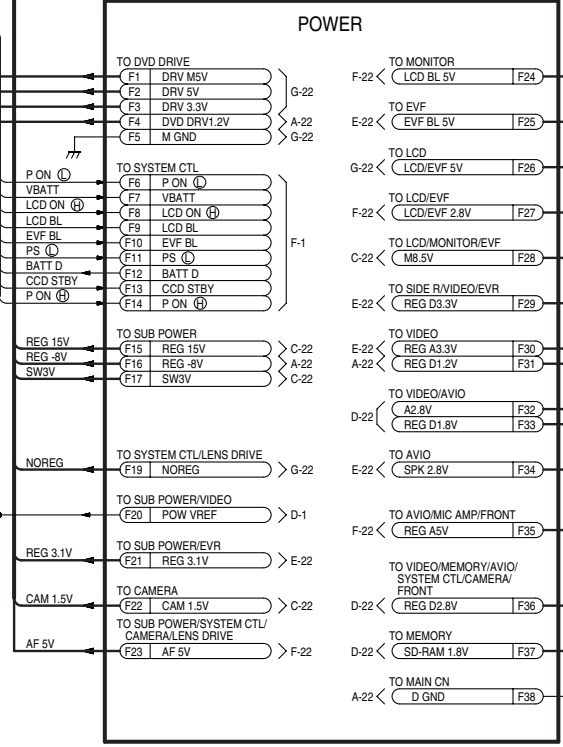 POWER
TO DVD DRIVE
F1 DRV M5V
F2 DRV 5V
F3 DRV 3.3V
G-22
F4 DVD DRV1.2V A-22
F5 M GND G-22
P ON Ⓛ
VBATT
LCD ON Ⓗ
LCD BL
EVF BL
PS Ⓛ
BATT D
CCD STBY
P ON Ⓗ
TO SYSTEM CTL
F6 P ON Ⓛ
F7 VBATT
F8 LCD ON Ⓗ
F9 LCD BL
F10 EVF BL
F11 PS Ⓛ
F12 BATT D
F13 CCD STBY
F14 P ON Ⓗ
F-1
REG 15V
REG -8V
SW3V
TO SUB POWER
F15 REG 15V C-22
F16 REG -8V A-22
F17 SW3V C-22
NOREG
TO SYSTEM CTL/LENS DRIVE
F19 NOREG G-22
TO SUB POWER/VIDEO
F20 POW VREF D-1
REG 3.1V
TO SUB POWER/EVR
F21 REG 3.1V E-22
CAM 1.5V
TO CAMERA
F22 CAM 1.5V C-22
AF 5V
TO SUB POWER/SYSTEM CTL/
CAMERA/LENS DRIVE
F23 AF 5V F-22
TO MONITOR
F-22 LCD BL 5V F24
TO EVF
E-22 EVF BL 5V F25
TO LCD
G-22 LCD/EVF 5V F26
TO LCD/EVF
F-22 LCD/EVF 2.8V F27
TO LCD/MONITOR/EVF
C-22 M8.5V F28
TO SIDE R/VIDEO/EVR
E-22 REG D3.3V F29
TO VIDEO
E-22 REG A3.3V F30
A-22 REG D1.2V F31
TO VIDEO/AVIO
D-22
A2.8V F32
REG D1.8V F33
TO AVIO
E-22 SPK 2.8V F34
TO AVIO/MIC AMP/FRONT
F-22 REG A5V F35
TO VIDEO/MEMORY/AVIO/
SYSTEM CTL/CAMERA/
FRONT
D-22 REG D2.8V F36
TO MEMORY
D-22 SD-RAM 1.8V F37
TO MAIN CN
A-22 D GND F38